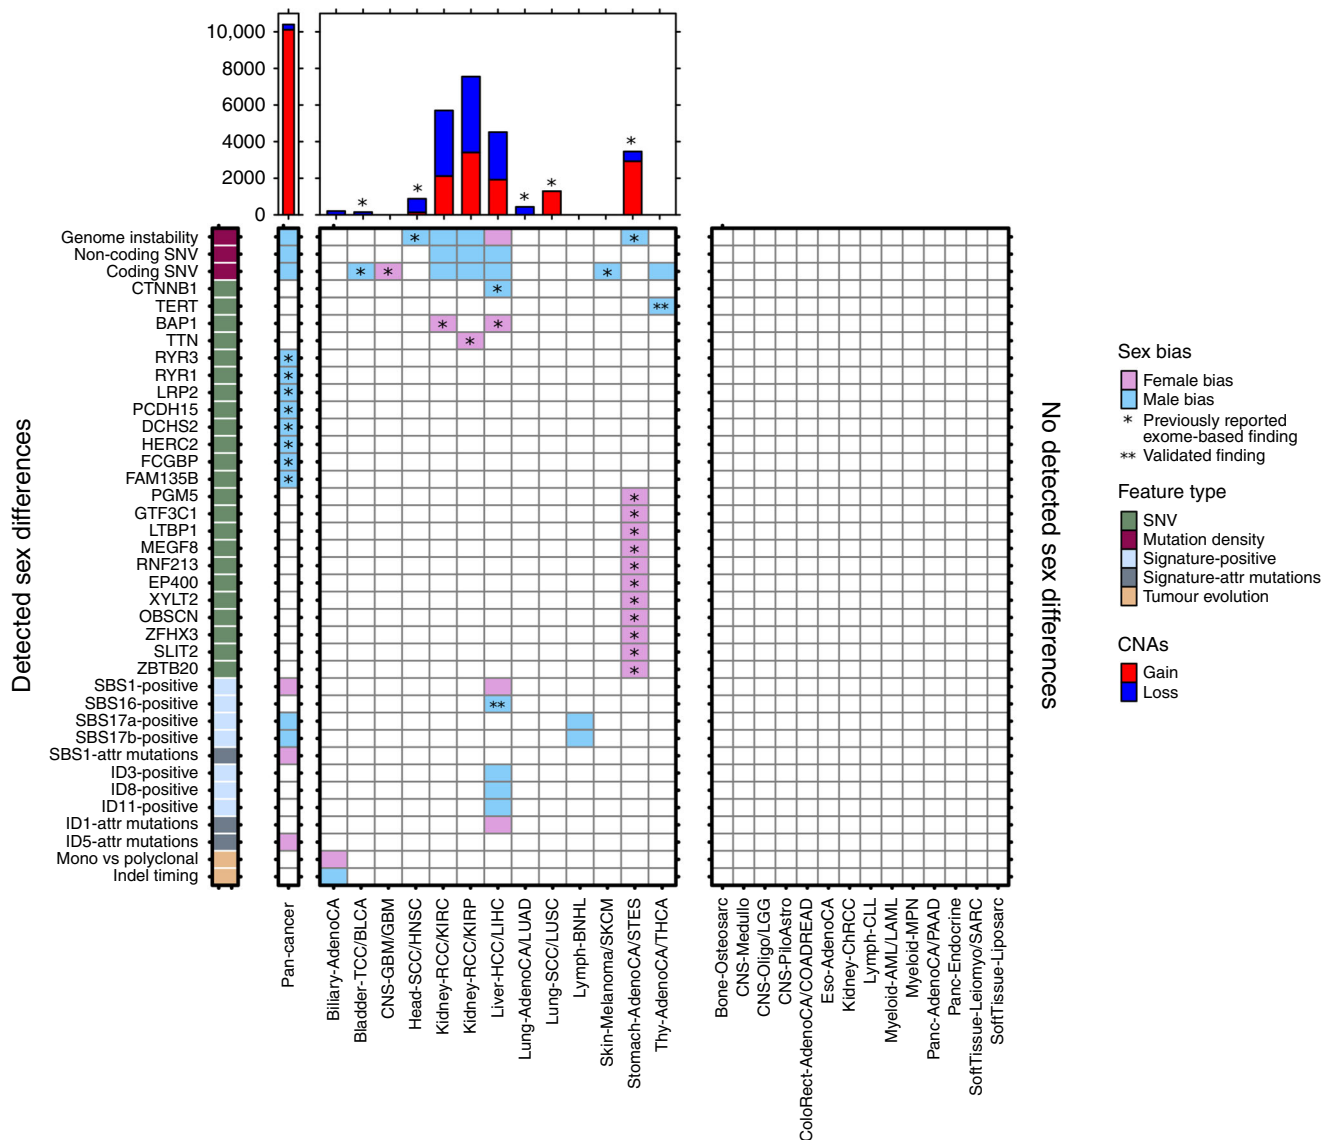 10,000
8000
6000
4000
2000
0
*
*
*
*
*
Detected sex differences
Genome instability
* *
Non-coding SNV
Coding SNV
* * *
CTNNB1
*
TERT
**
BAP1
* *
TTN
*
RYR3
*
RYR1
*
LRP2
*
PCDH15
*
DCHS2
*
HERC2
*
FCGBP
*
FAM135B
*
PGM5
*
GTF3C1
*
LTBP1
*
MEGF8
*
RNF213
*
EP400
*
XYLT2
*
OBSCN
*
ZFHX3
*
SLIT2
*
ZBTB20
*
SBS1-positive
SBS16-positive
**
SBS17a-positive
SBS17b-positive
SBS1-attr mutations
ID3-positive
ID8-positive
ID11-positive
ID1-attr mutations
ID5-attr mutations
Mono vs polyclonal
Indel timing
Pan-cancer
Biliary-AdenoCA
Bladder-TCC/BLCA
CNS-GBM/GBM
Head-SCC/HNSC
Kidney-RCC/KIRC
Kidney-RCC/KIRP
Liver-HCC/LIHC
Lung-AdenoCA/LUAD
Lung-SCC/LUSC
Lymph-BNHL
Skin-Melanoma/SKCM
Stomach-AdenoCA/STES
Thy-AdenoCA/THCA
Bone-Osteosarc
CNS-Medullo
CNS-Oligo/LGG
CNS-PiloAstro
ColoRect-AdenoCA/COADREAD
Eso-AdenoCA
Kidney-ChRCC
Lymph-CLL
Myeloid-AML/LAML
Myeloid-MPN
Panc-AdenoCA/PAAD
Panc-Endocrine
SoftTissue-Leiomyo/SARC
SoftTissue-Liposarc
No detected sex differences
Sex bias
Female bias
Male bias
* Previously reported
exome-based finding
** Validated finding
Feature type
SNV
Mutation density
Signature-positive
Signature-attr mutations
Tumour evolution
CNAs
Gain
Loss